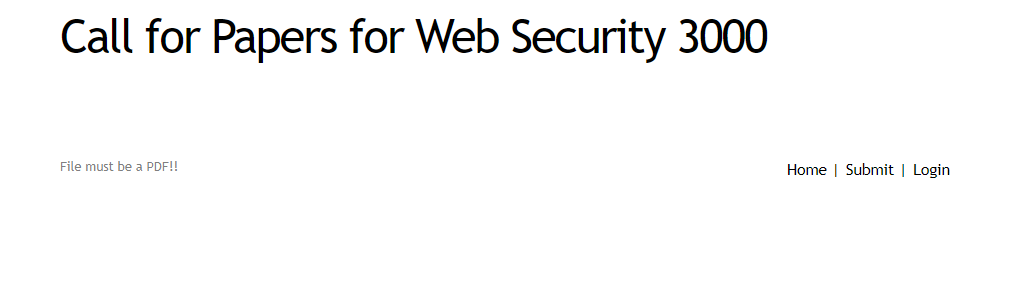 Call for Papers for Web Security 3000
File must be a PDF!!
Home | Submit | Login